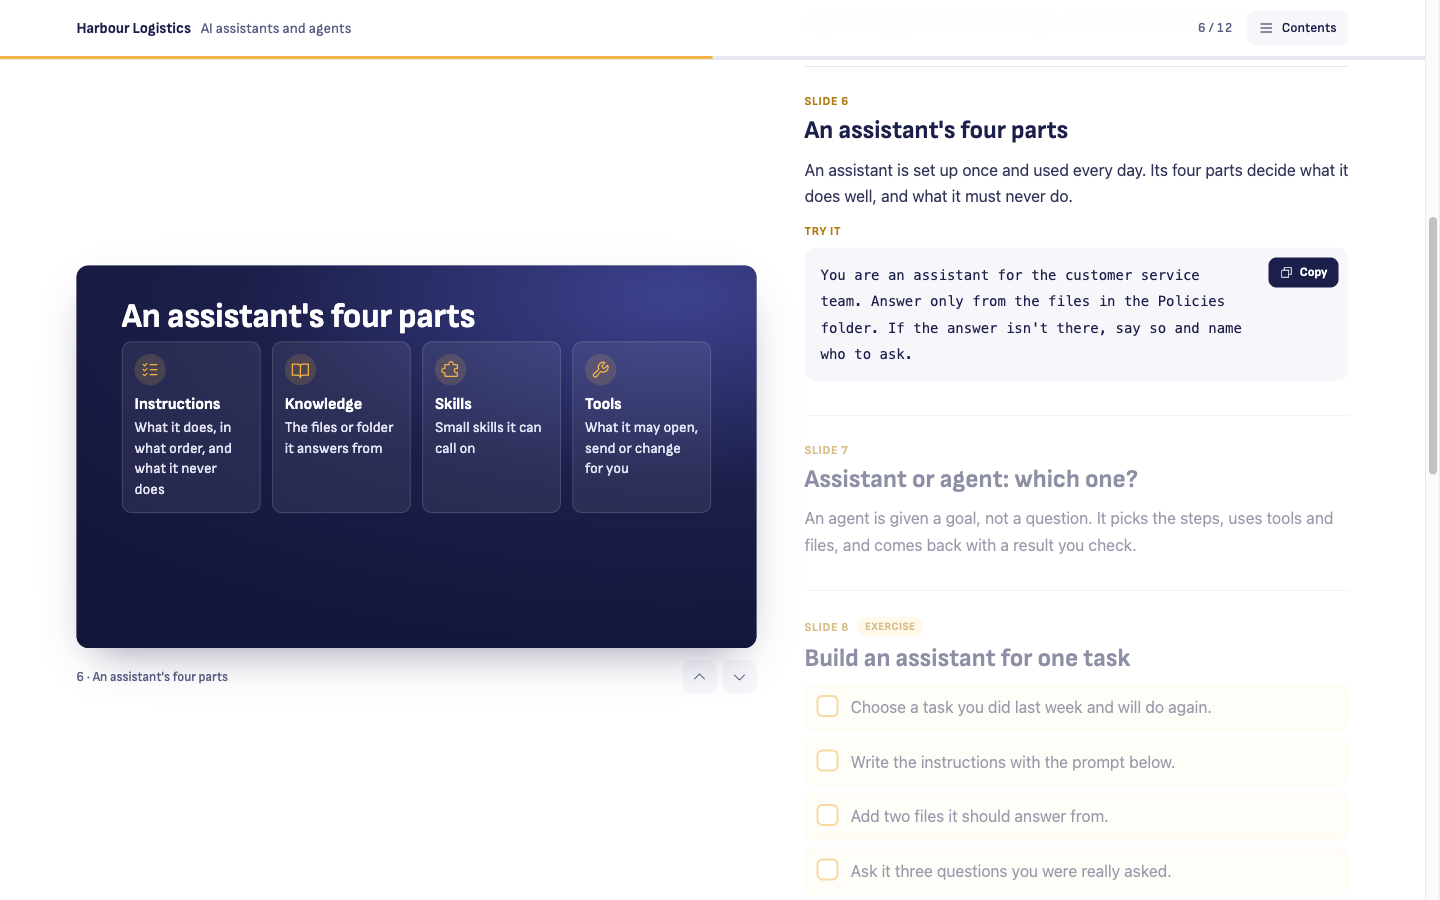 Harbour Logistics AI assistants and agents
6 / 12
Contents
An assistant's four parts
Instructions
What it does, in
what order, and
what it never
does
Knowledge
The files or folder
it answers from
Skills
Small skills it can
call on
Tools
What it may open,
send or change
for you
6 · An assistant's four parts
SLIDE 6
An assistant's four parts
An assistant is set up once and used every day. Its four parts decide what it
does well, and what it must never do.
TRY IT
Copy
You are an assistant for the customer service
team. Answer only from the files in the Policies
folder. If the answer isn't there, say so and name
who to ask.
SLIDE 7
Assistant or agent: which one?
An agent is given a goal, not a question. It picks the steps, uses tools and
files, and comes back with a result you check.
SLIDE 8 EXERCISE
Build an assistant for one task
Choose a task you did last week and will do again.
Write the instructions with the prompt below.
Add two files it should answer from.
Ask it three questions you were really asked.